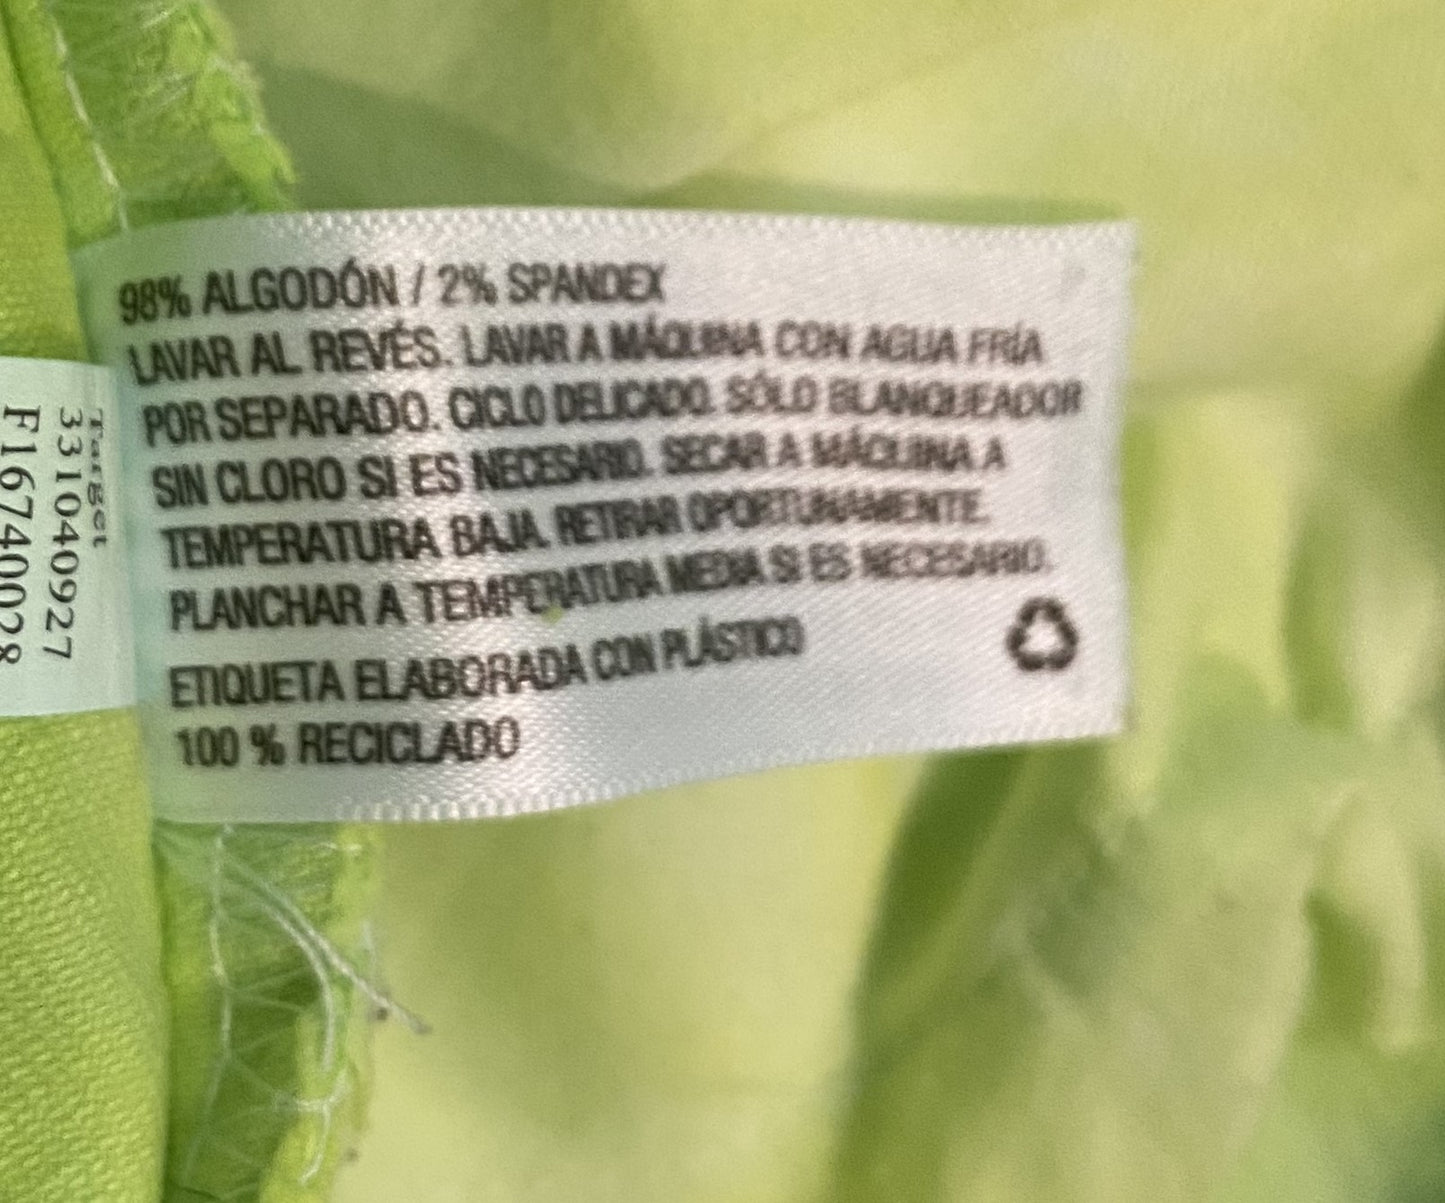 98% ALGODÓN / 2% SPANDEX
LAVAR AL REVÉS. LAVAR A MÁQUINA CON AGUA FRÍA
POR SEPARADO. CICLO DELICADO. SÓLO BLANQUEADOR
SIN CLORO SI ES NECESARIO. SECAR A MÁQUINA A
TEMPERATURA BAJA. RETIRAR OPORTUNAMENTE.
PLANCHAR A TEMPERATURA MEDIA SI ES NECESARIO.
ETIQUETA ELABORADA CON PLÁSTICO
100 % RECICLADO
Target
331040927
F16740028